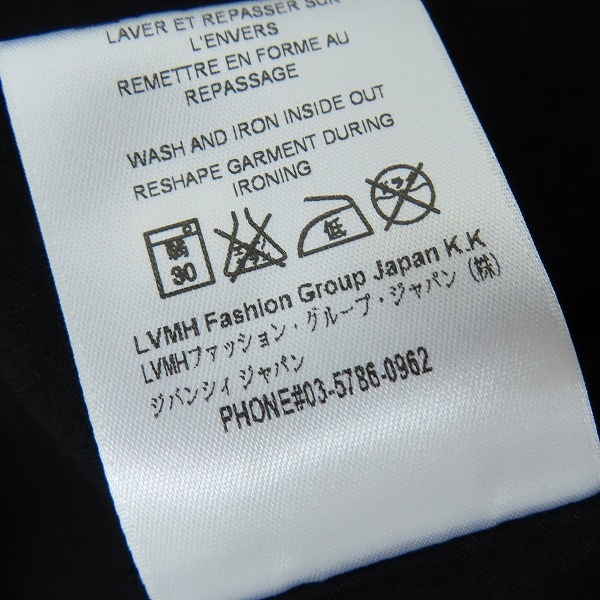 LAVER ET REPASSER SUR
L'ENVERS
REMETTRE EN FORME AU
REPASSAGE
WASH AND IRON INSIDE OUT
RESHAPE GARMENT DURING
IRONING
弱 30 低 ドライ
LVMH Fashion Group Japan K.K
LVMHファッション・グループ・ジャパン (株)
ジバンシィ ジャパン
PHONE#03-5786-0962